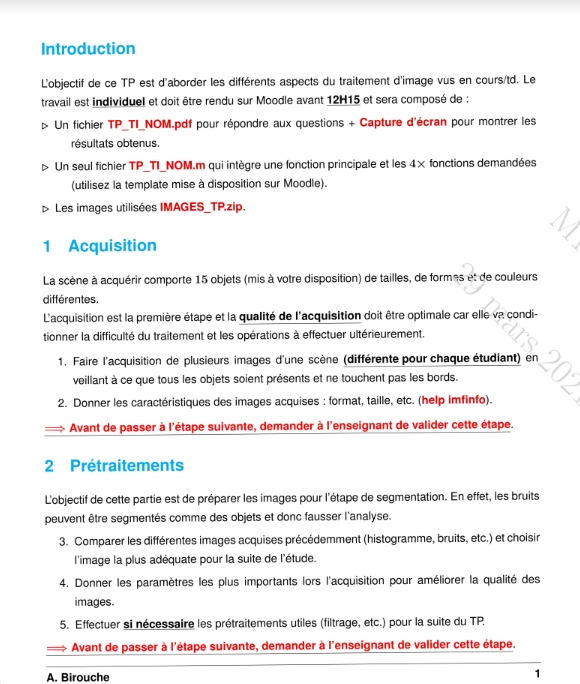 Introduction
L'objectif de ce TP est d'aborder les différents aspects du traitement d'image vus en cours/td. Le
travail est individuel et doit être rendu sur Moodle avant 12H15 et sera composé de :
▷ Un fichier TP_TI_NOM.pdf pour répondre aux questions + Capture d'écran pour montrer les
résultats obtenus.
▷ Un seul fichier TP_TI_NOM.m qui intègre une fonction principale et les 4× fonctions demandées
(utilisez la template mise à disposition sur Moodle).
▷ Les images utilisées IMAGES_TP.zip.
1 Acquisition
La scène à acquérir comporte 15 objets (mis à votre disposition) de tailles, de formes et de couleurs
différentes.
L'acquisition est la première étape et la qualité de l'acquisition doit être optimale car elle va condi-
tionner la difficulté du traitement et les opérations à effectuer ultérieurement.
1. Faire l'acquisition de plusieurs images d'une scène (différente pour chaque étudiant) en
veillant à ce que tous les objets soient présents et ne touchent pas les bords.
2. Donner les caractéristiques des images acquises : format, taille, etc. (help imfinfo).
⟹ Avant de passer à l'étape suivante, demander à l'enseignant de valider cette étape.
2 Prétraitements
L'objectif de cette partie est de préparer les images pour l'étape de segmentation. En effet, les bruits
peuvent être segmentés comme des objets et donc fausser l'analyse.
3. Comparer les différentes images acquises précédemment (histogramme, bruits, etc.) et choisir
l'image la plus adéquate pour la suite de l'étude.
4. Donner les paramètres les plus importants lors l'acquisition pour améliorer la qualité des
images.
5. Effectuer si nécessaire les prétraitements utiles (filtrage, etc.) pour la suite du TP.
⟹ Avant de passer à l'étape suivante, demander à l'enseignant de valider cette étape.
A. Birouche 1
29 mars